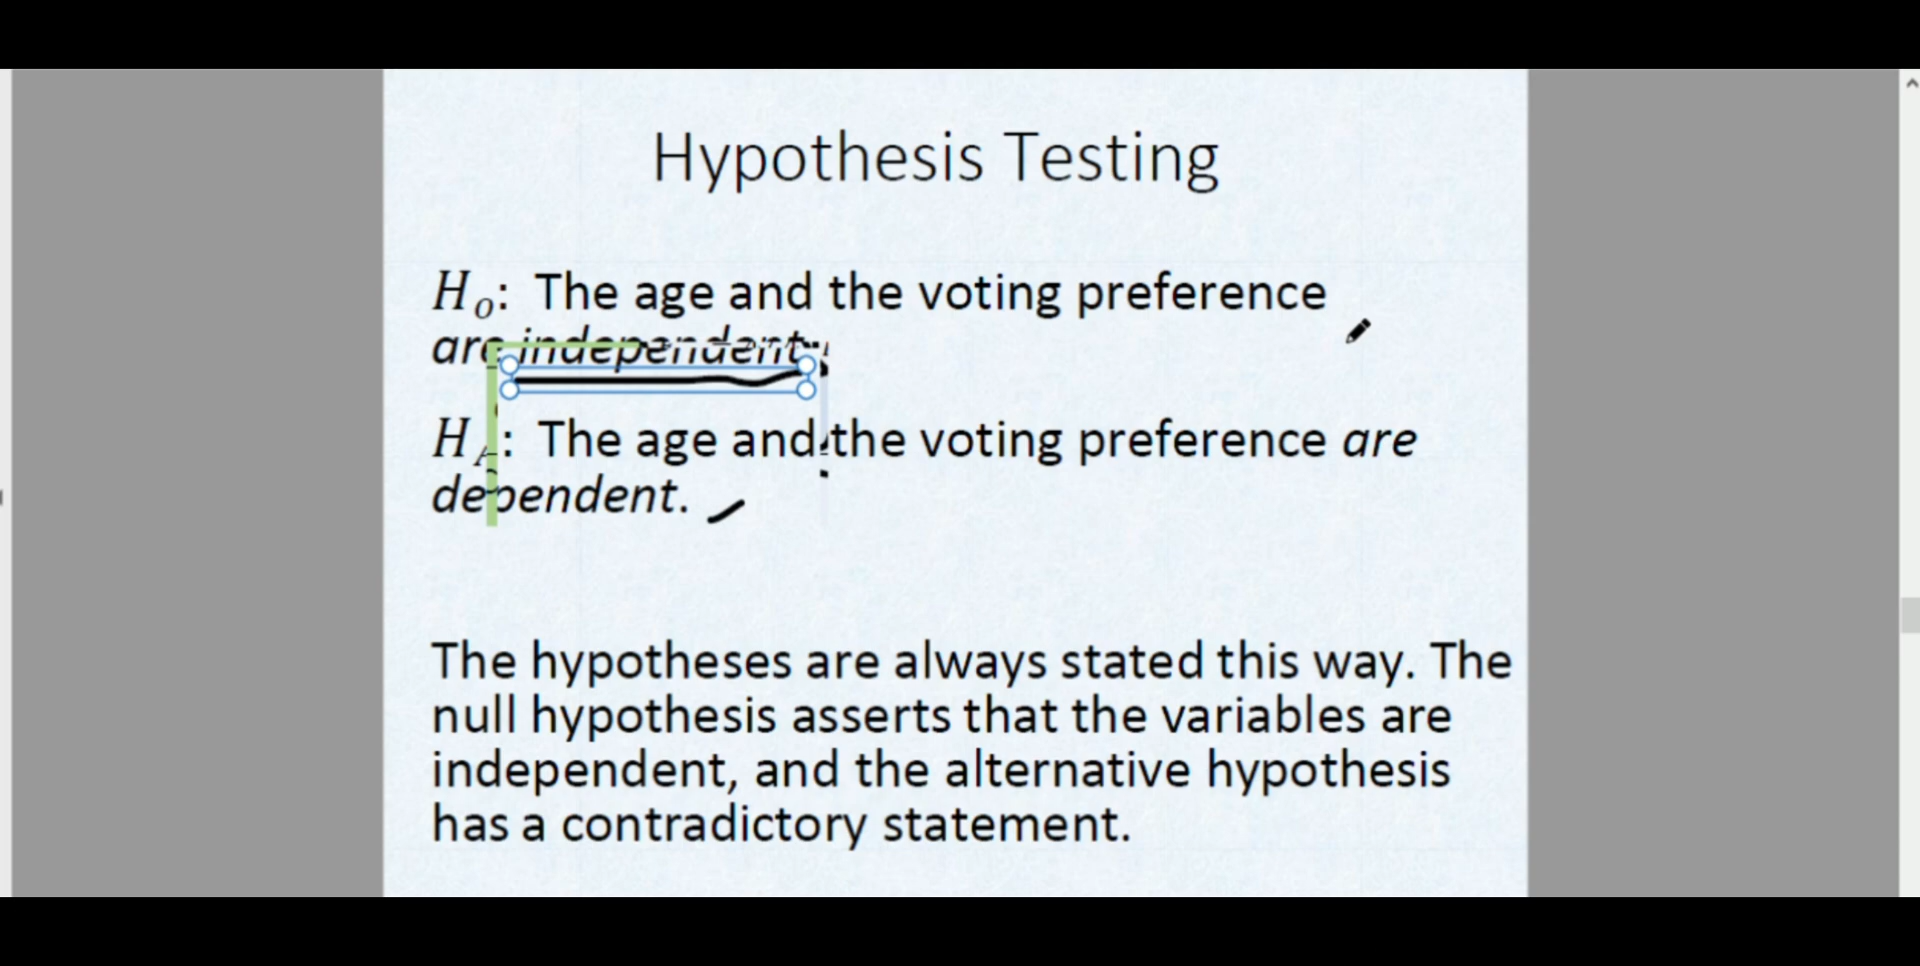 Hypothesis Testing
H₀: The age and the voting preference
are independent.
H_A: The age and the voting preference are
dependent.
The hypotheses are always stated this way. The
null hypothesis asserts that the variables are
independent, and the alternative hypothesis
has a contradictory statement.